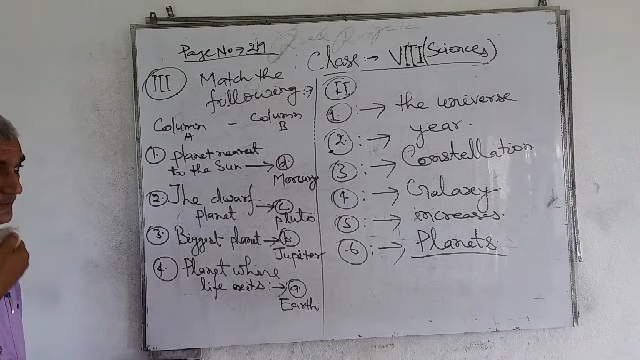 Page No → 211
Class → VIII (Sciences)
III Match the
following :→
Column A - Column B
① planet nearest
to the Sun → ⓓ
Mercury
② The dwarf
planet → ⓒ
pluto
③ Biggest planet → ⓑ
Jupiter
④ Planet where
life exits :→ ⓐ
Earth
II
① :→ the universe
② :→ year.
③ :→ Constellation
④ :→ Galaxy
⑤ :→ increases.
⑥ :→ Planets